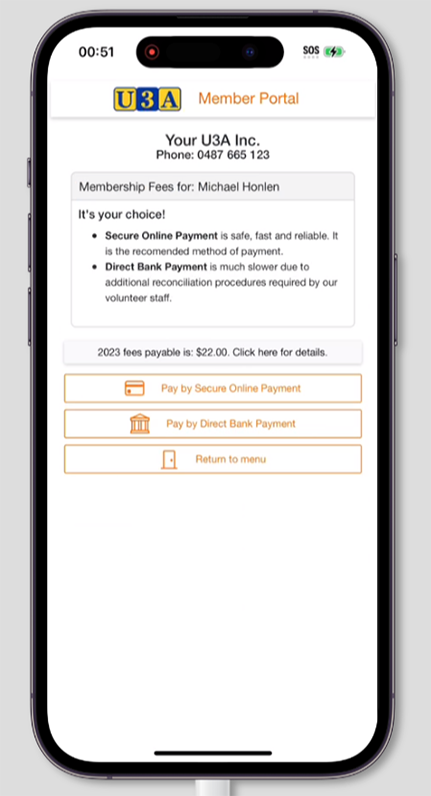 00:51
SOS
U3A Member Portal
Your U3A Inc.
Phone: 0487 665 123
Membership Fees for: Michael Honlen
It's your choice!
• Secure Online Payment is safe, fast and reliable. It
is the recomended method of payment.
• Direct Bank Payment is much slower due to
additional reconciliation procedures required by our
volunteer staff.
2023 fees payable is: $22.00. Click here for details.
Pay by Secure Online Payment
Pay by Direct Bank Payment
Return to menu